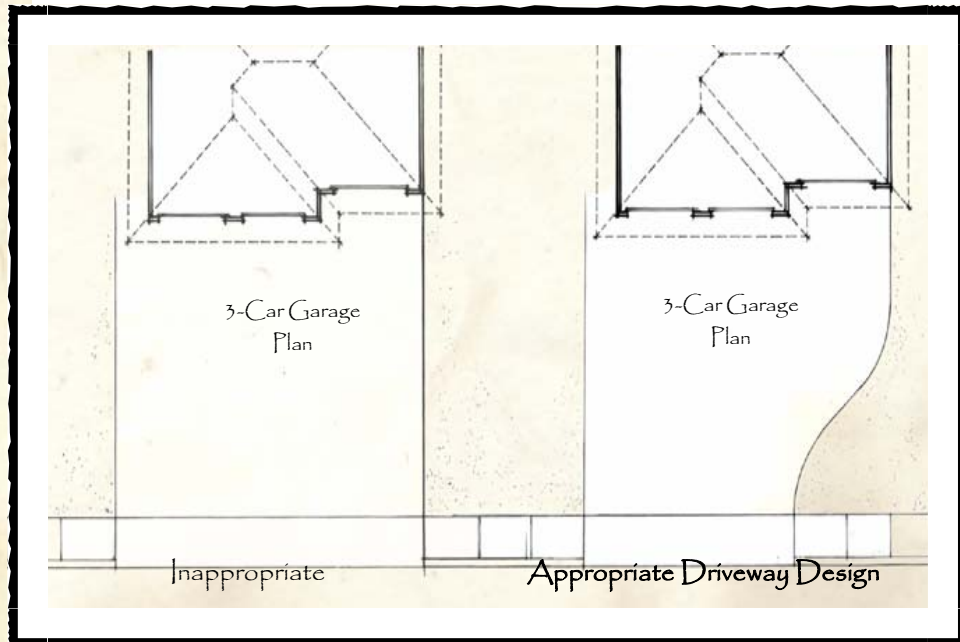 3-Car Garage
Plan
3-Car Garage
Plan
Inappropriate
Appropriate Driveway Design